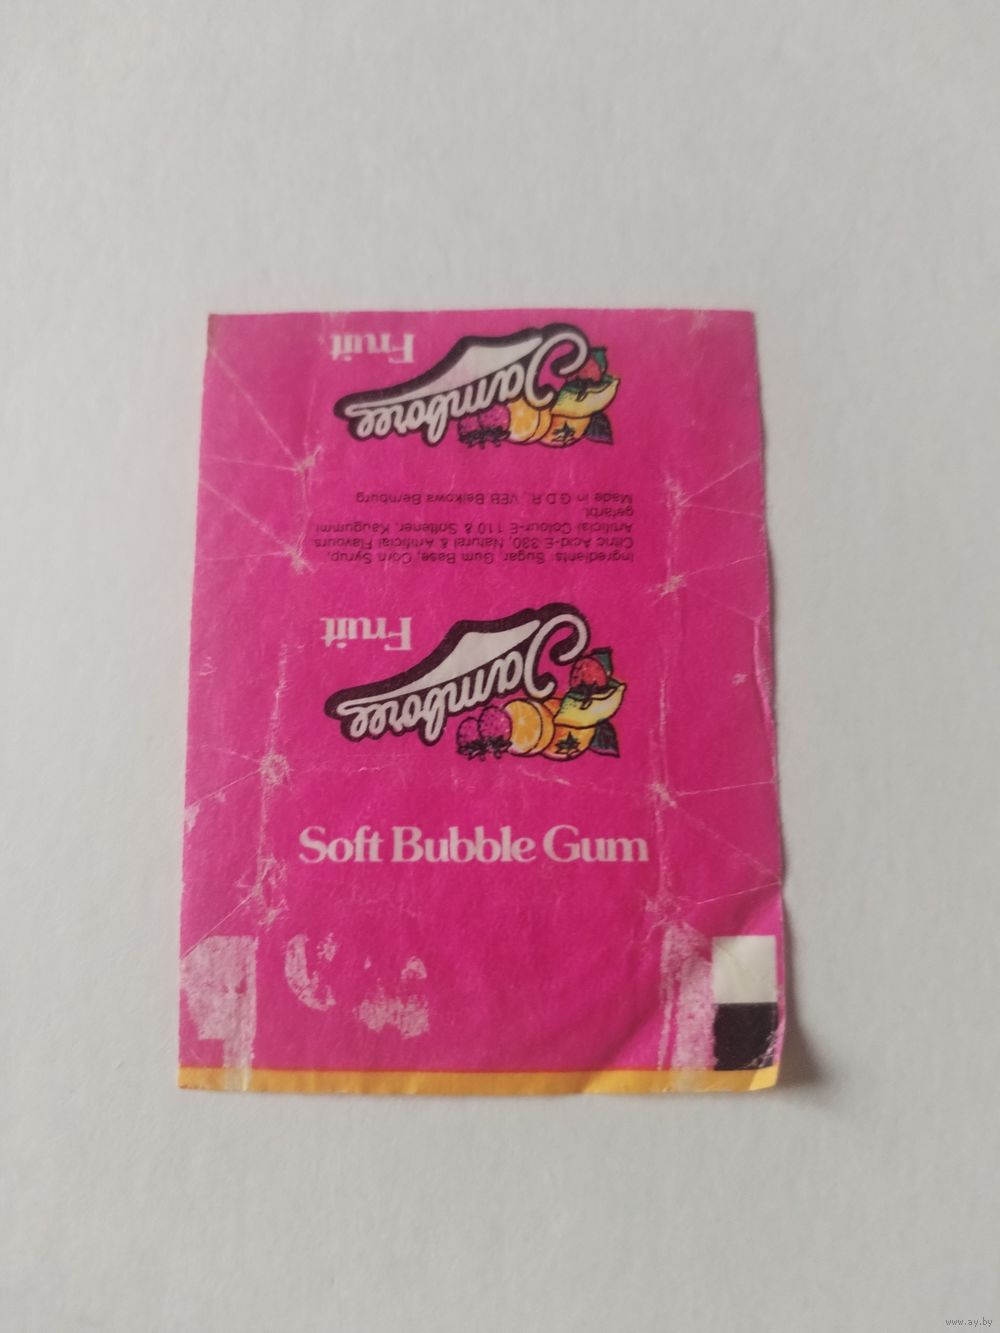 Fruit
Jamboree
Made in G.D.R., VEB Beikowa Bernburg
gefärbt.
Artificial Colour-E 110 & Softener, Kaugummi
Citric Acid-E 330, Natural & Artificial Flavours
Ingredients: Sugar, Gum Base, Corn Syrup,
Fruit
Jamboree
Soft Bubble Gum
www.ay.by